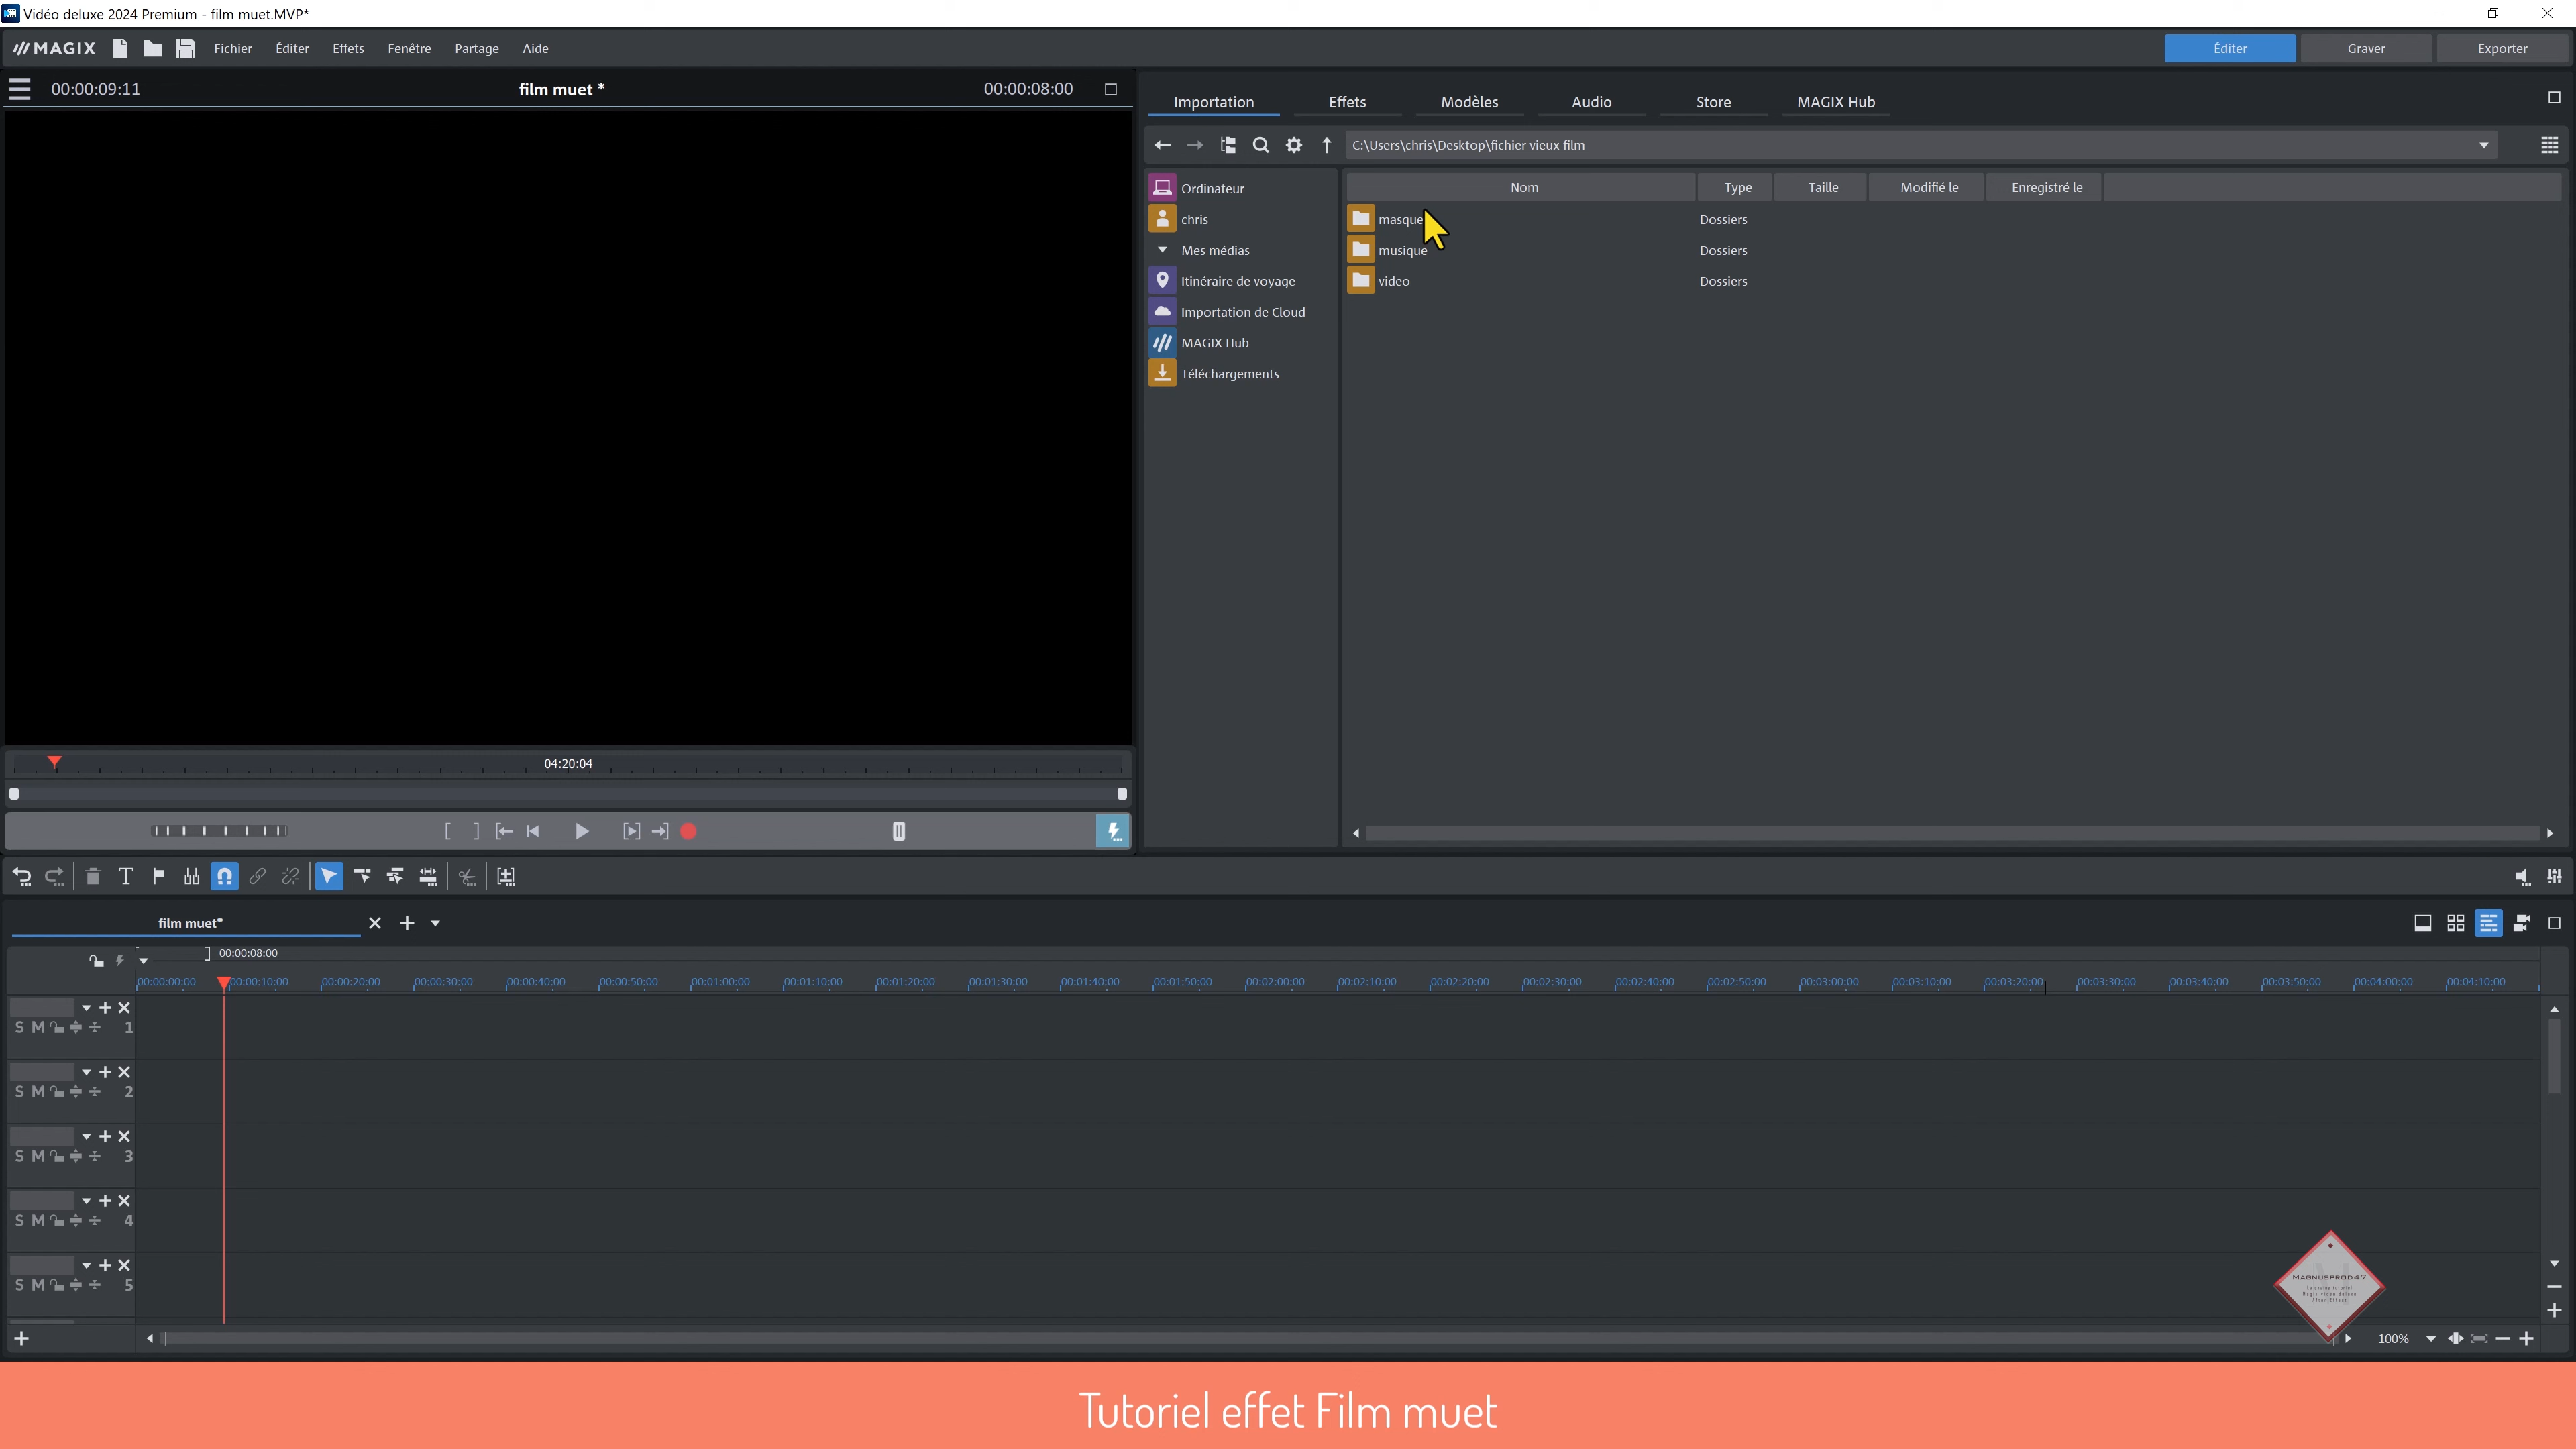 Vidéo deluxe 2024 Premium - film muet.MVP*
MAGIX Fichier Éditer Effets Fenêtre Partage Aide Éditer Graver Exporter
00:00:09:11 film muet * 00:00:08:00
Importation Effets Modèles Audio Store MAGIX Hub
C:\Users\chris\Desktop\fichier vieux film
Nom Type Taille Modifié le Enregistré le
Ordinateur
chris
Mes médias
Itinéraire de voyage
Importation de Cloud
MAGIX Hub
Téléchargements
masque Dossiers
musique Dossiers
video Dossiers
04:20:04
film muet*
00:00:08:00
00:00:00:00 00:00:10:00 00:00:20:00 00:00:30:00 00:00:40:00 00:00:50:00 00:01:00:00 00:01:10:00 00:01:20:00 00:01:30:00 00:01:40:00 00:01:50:00 00:02:00:00 00:02:10:00 00:02:20:00 00:02:30:00 00:02:40:00 00:02:50:00 00:03:00:00 00:03:10:00 00:03:20:00 00:03:30:00 00:03:40:00 00:03:50:00 00:04:00:00 00:04:10:00
S M 1
S M 2
S M 3
S M 4
S M 5
Magnusprod47
100%
Tutoriel effet Film muet